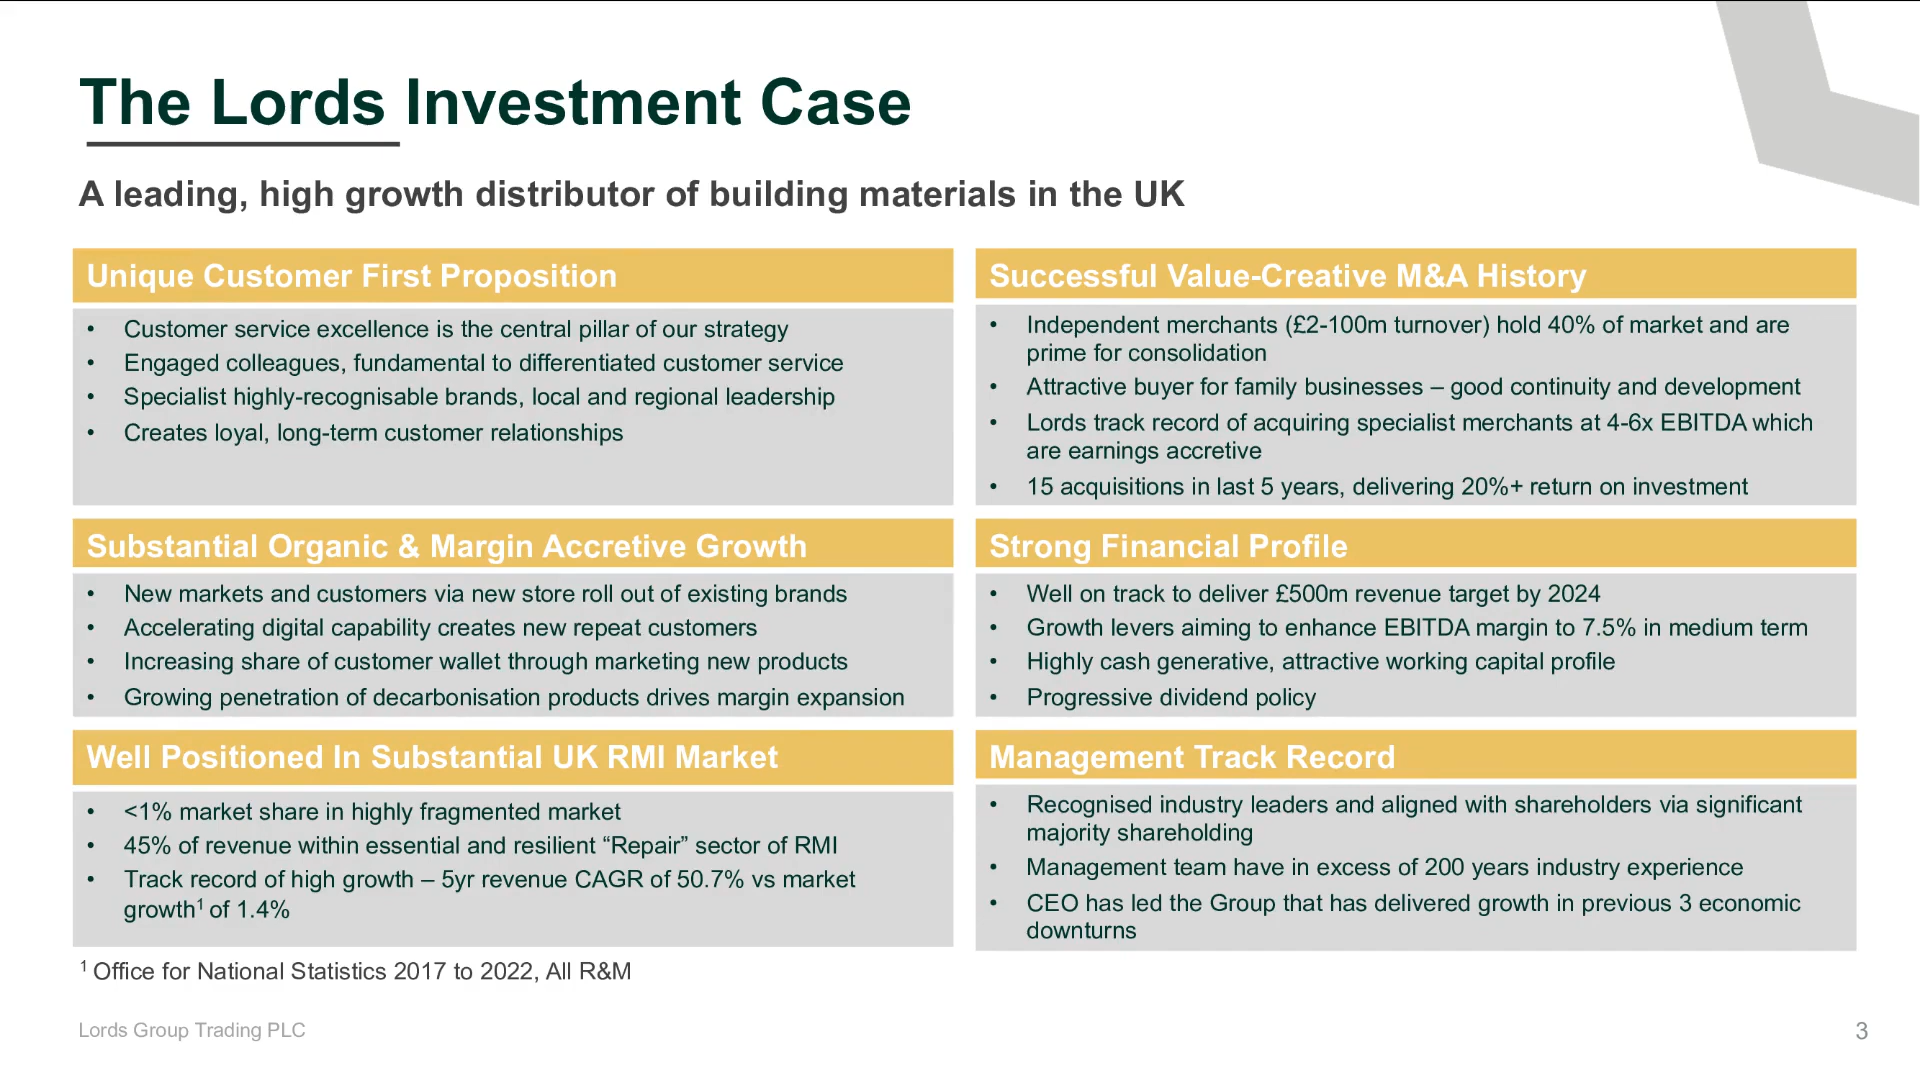 The Lords Investment Case
A leading, high growth distributor of building materials in the UK
Unique Customer First Proposition
• Customer service excellence is the central pillar of our strategy
• Engaged colleagues, fundamental to differentiated customer service
• Specialist highly-recognisable brands, local and regional leadership
• Creates loyal, long-term customer relationships
Successful Value-Creative M&A History
• Independent merchants (£2-100m turnover) hold 40% of market and are
prime for consolidation
• Attractive buyer for family businesses – good continuity and development
• Lords track record of acquiring specialist merchants at 4-6x EBITDA which
are earnings accretive
• 15 acquisitions in last 5 years, delivering 20%+ return on investment
Substantial Organic & Margin Accretive Growth
• New markets and customers via new store roll out of existing brands
• Accelerating digital capability creates new repeat customers
• Increasing share of customer wallet through marketing new products
• Growing penetration of decarbonisation products drives margin expansion
Strong Financial Profile
• Well on track to deliver £500m revenue target by 2024
• Growth levers aiming to enhance EBITDA margin to 7.5% in medium term
• Highly cash generative, attractive working capital profile
• Progressive dividend policy
Well Positioned In Substantial UK RMI Market
• <1% market share in highly fragmented market
• 45% of revenue within essential and resilient “Repair” sector of RMI
• Track record of high growth – 5yr revenue CAGR of 50.7% vs market
growth¹ of 1.4%
Management Track Record
• Recognised industry leaders and aligned with shareholders via significant
majority shareholding
• Management team have in excess of 200 years industry experience
• CEO has led the Group that has delivered growth in previous 3 economic
downturns
¹ Office for National Statistics 2017 to 2022, All R&M
Lords Group Trading PLC
3